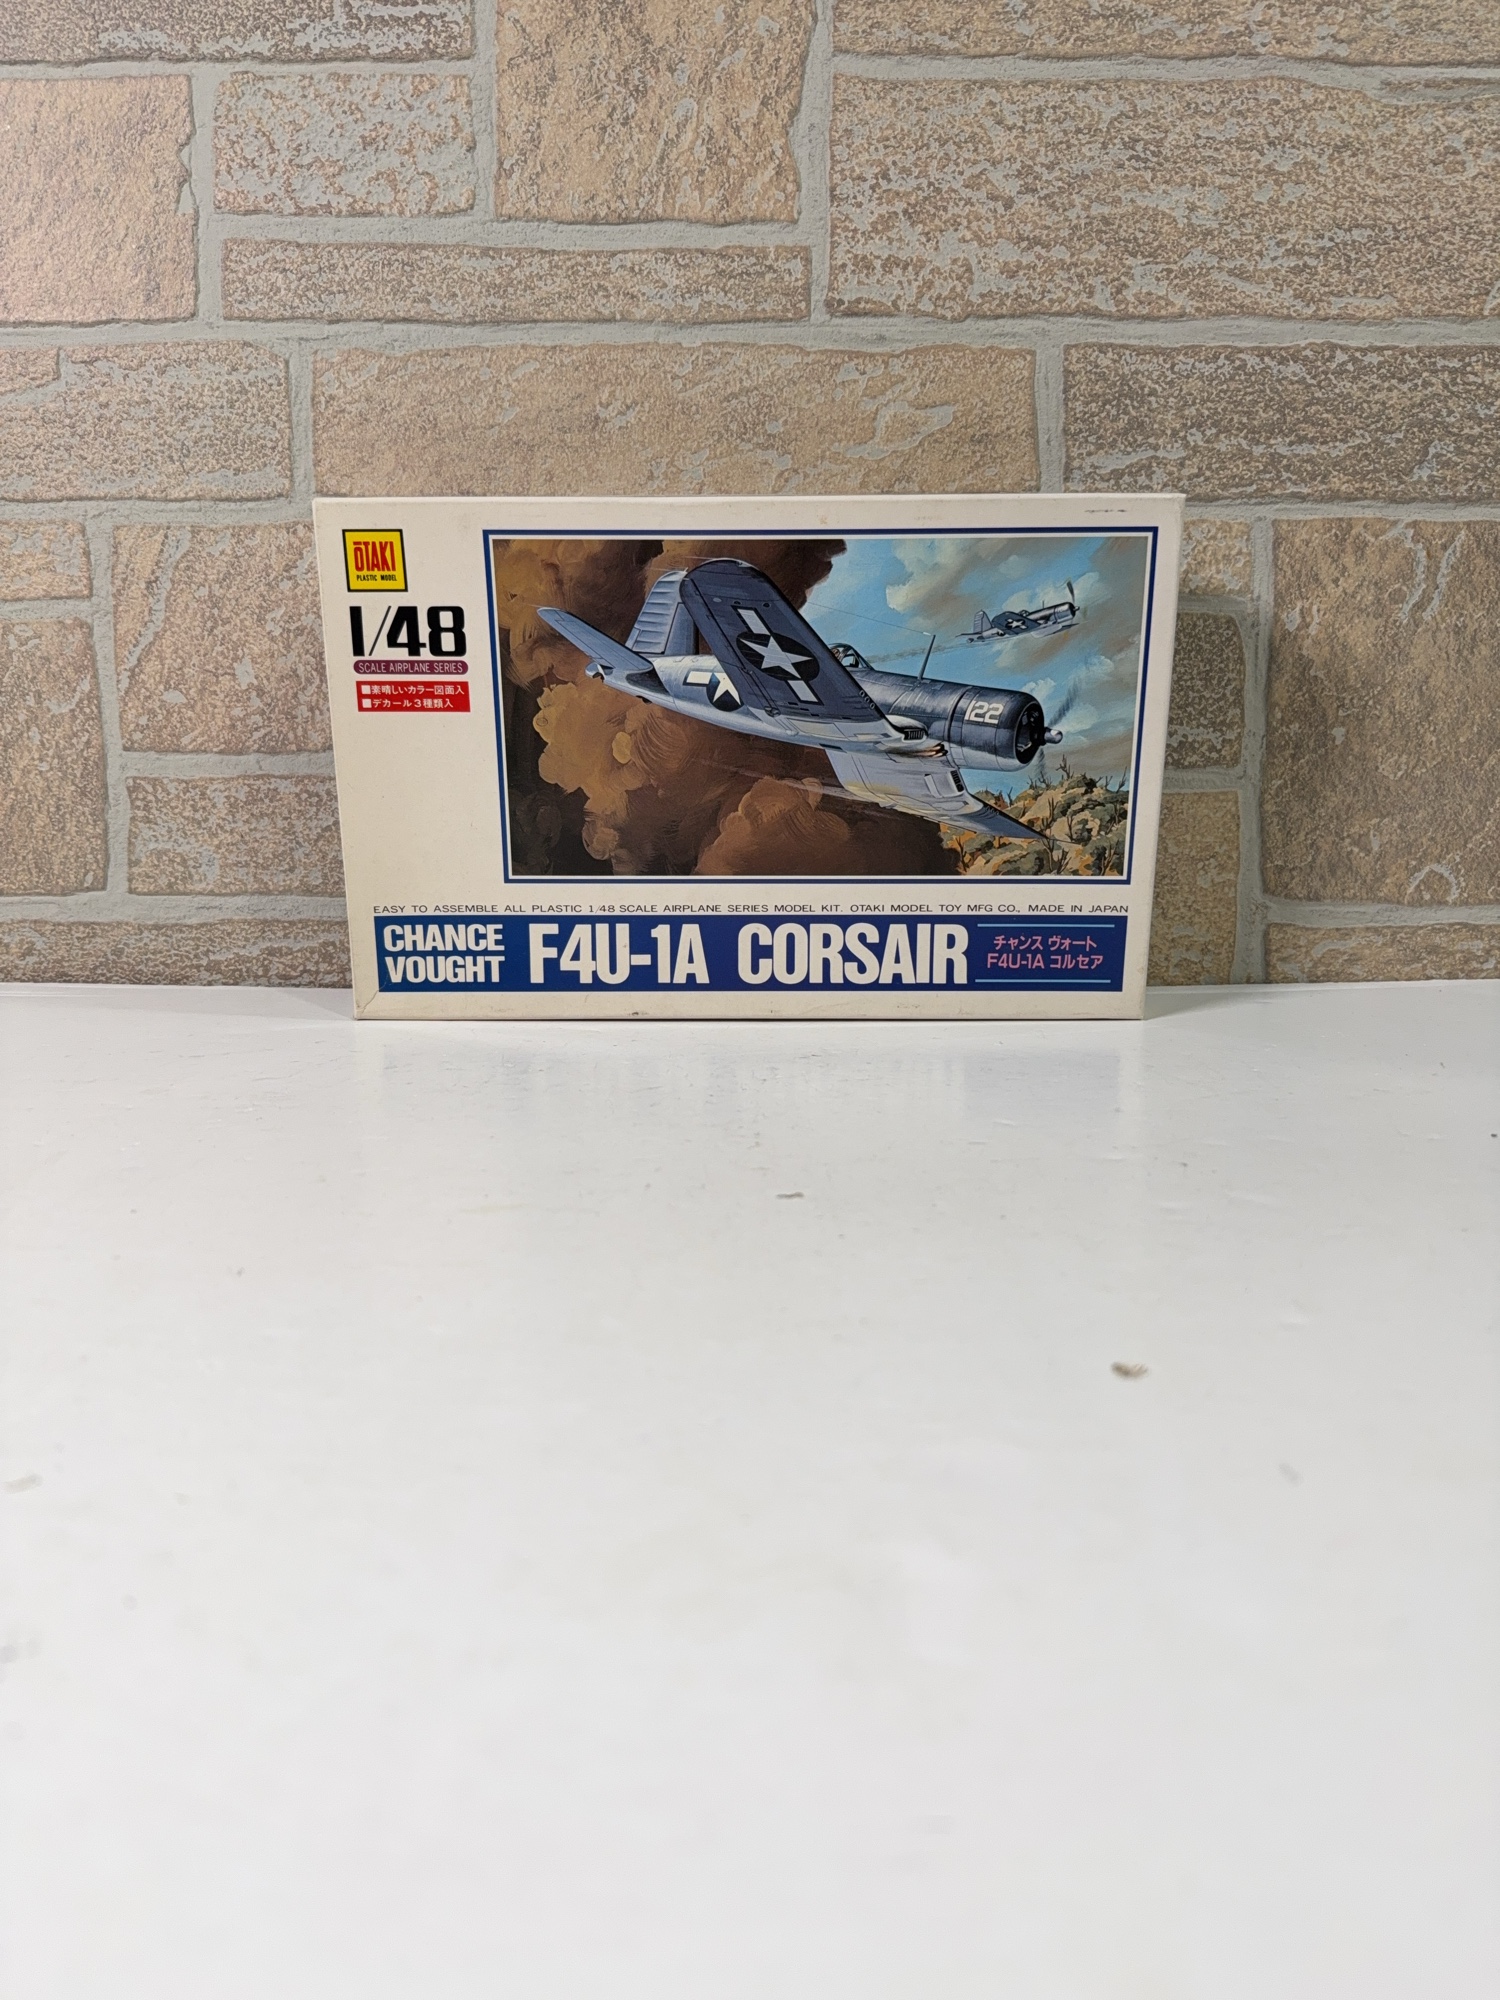 ŌTAKI
PLASTIC MODEL
1/48
SCALE AIRPLANE SERIES
■素晴しいカラー図面入
■デカール3種類入
122
EASY TO ASSEMBLE ALL PLASTIC 1/48 SCALE AIRPLANE SERIES MODEL KIT. OTAKI MODEL TOY MFG CO., MADE IN JAPAN
CHANCE
VOUGHT
F4U-1A CORSAIR
チャンス ヴォート
F4U-1A コルセア